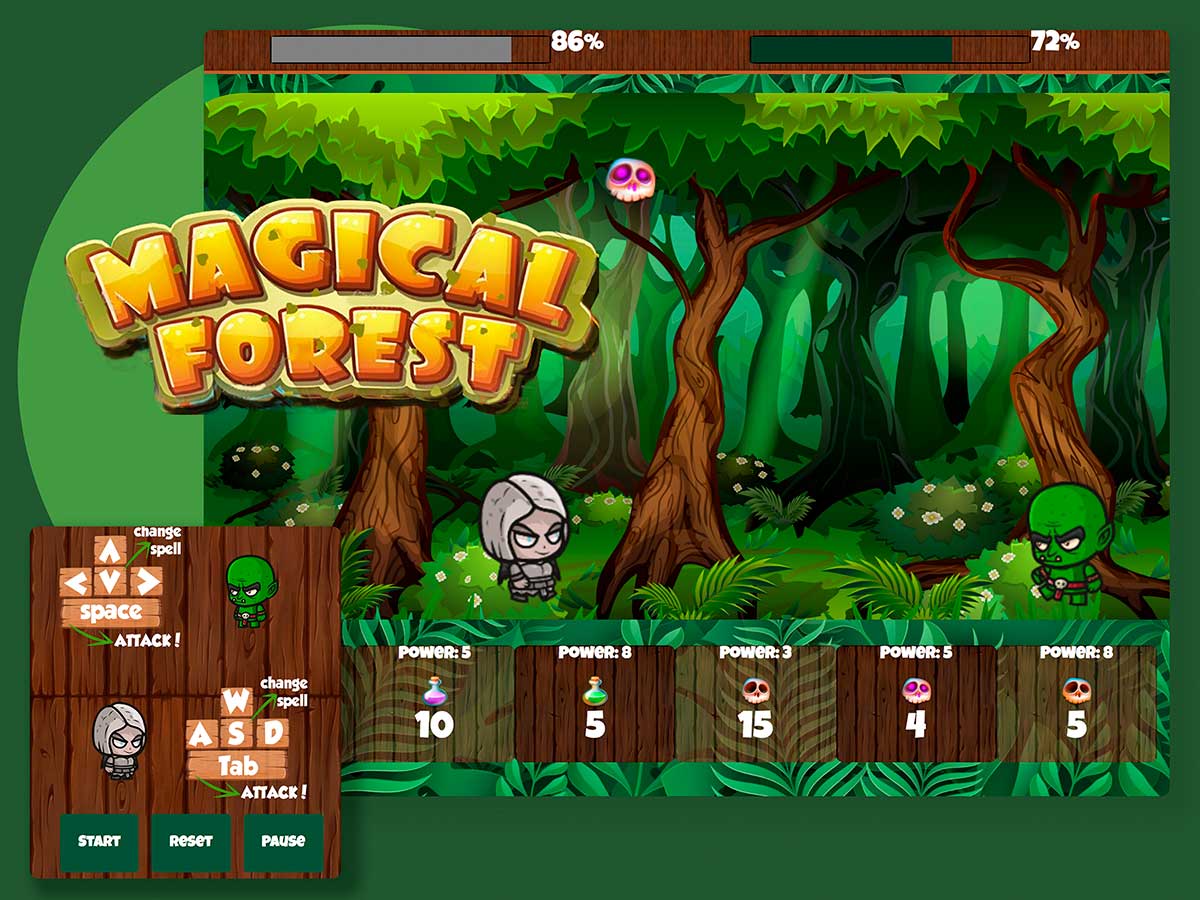 86%
72%
MAGICAL
FOREST
change
spell
space
ATTACK!
change
spell
W
A S D
Tab
ATTACK!
START
RESET
PAUSE
POWER: 5
10
POWER: 8
5
POWER: 3
15
POWER: 5
4
POWER: 8
5